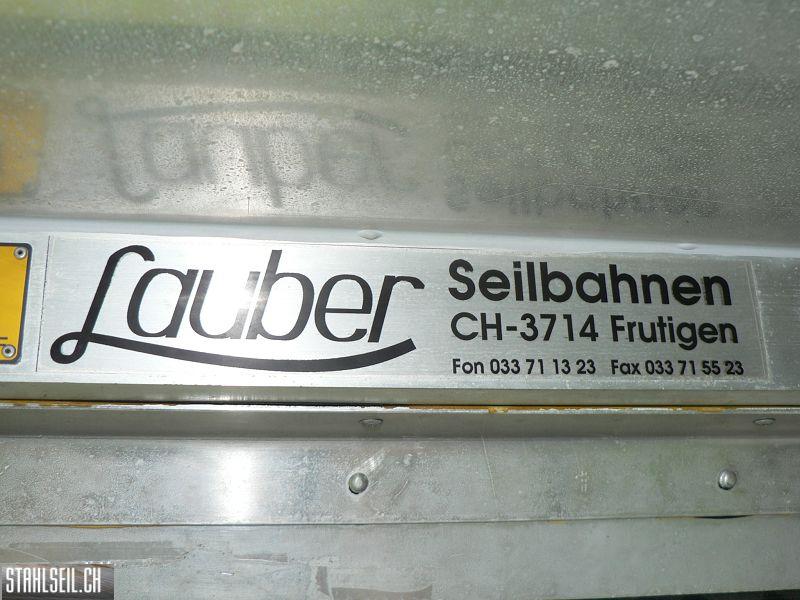 Lauber
Seilbahnen
CH-3714 Frutigen
Fon 033 71 13 23 Fax 033 71 55 23
STAHLSEIL.CH